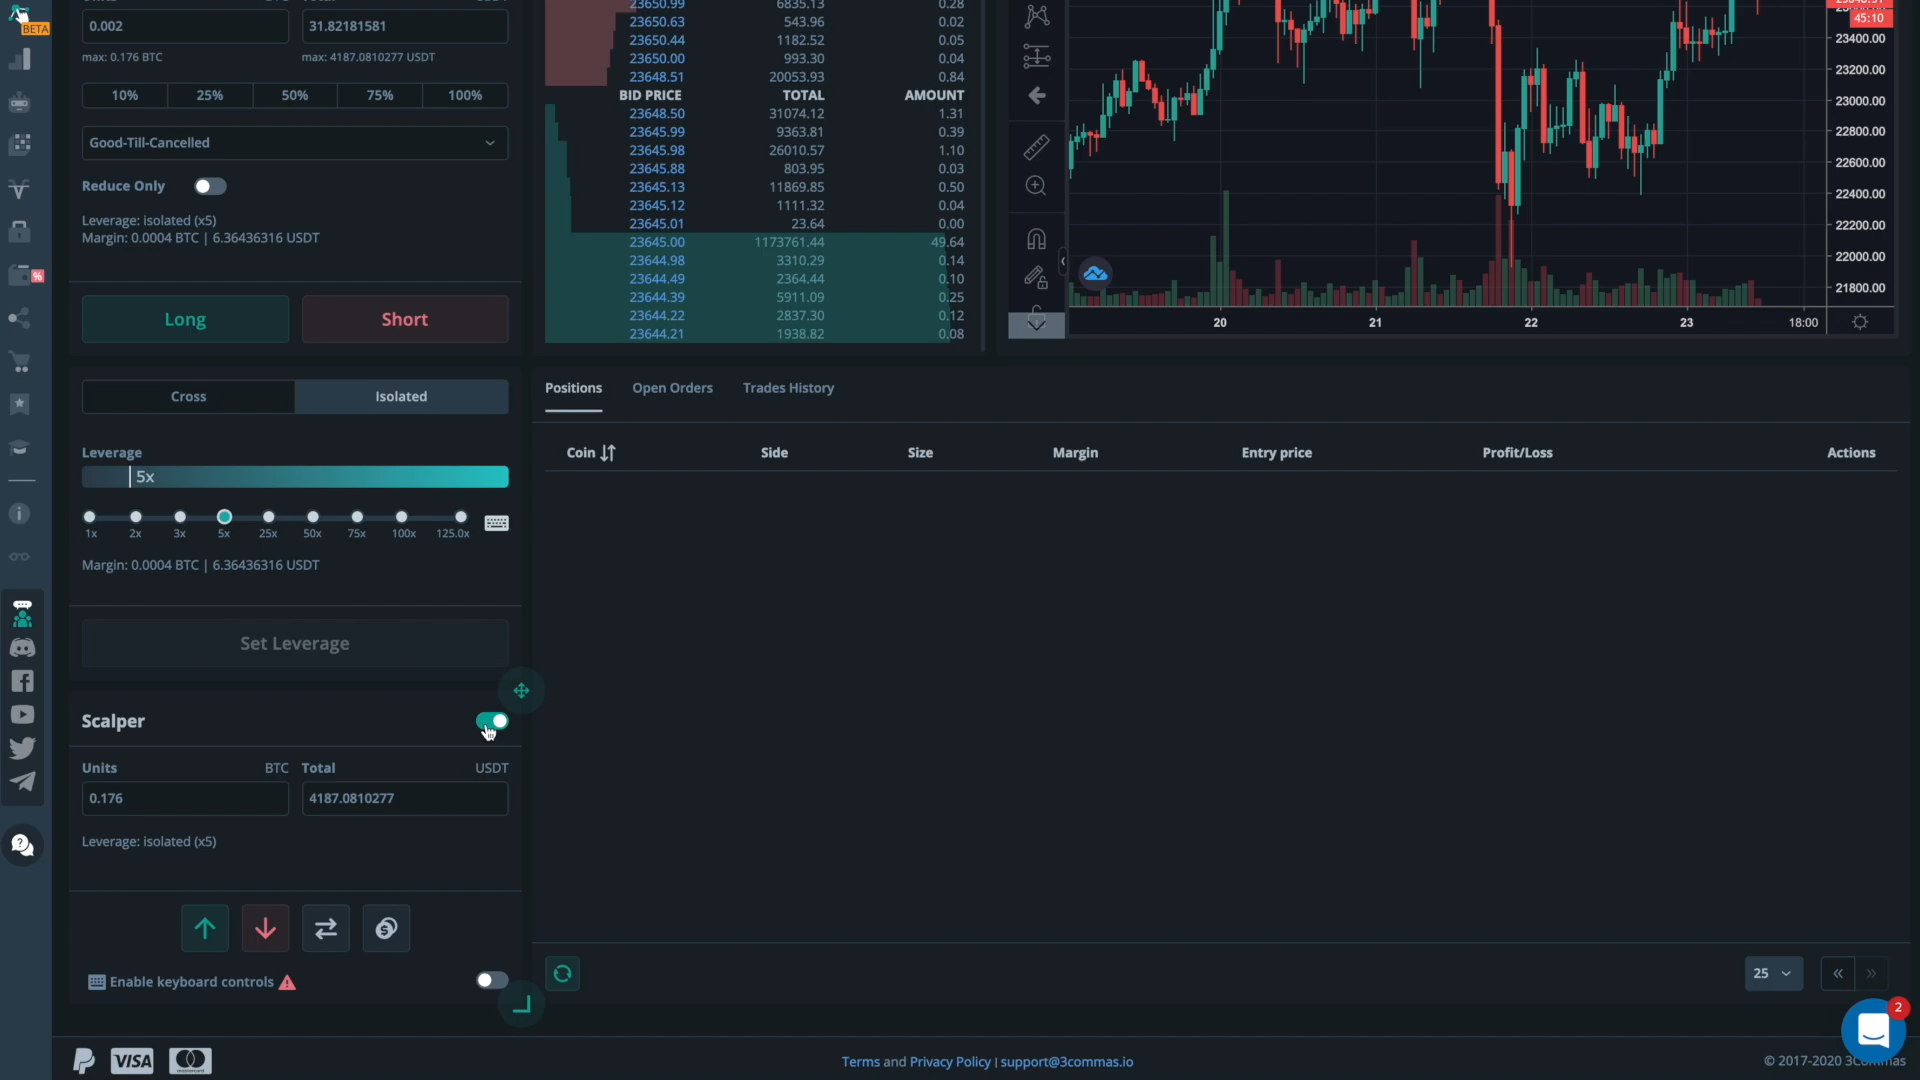 BETA
0.002
31.82181581
max: 0.176 BTC
max: 4187.0810277 USDT
10%
25%
50%
75%
100%
Good-Till-Cancelled
Reduce Only
Leverage: isolated (x5)
Margin: 0.0004 BTC | 6.36436316 USDT
Long
Short
Cross
Isolated
Leverage
5x
1x 2x 3x 5x 25x 50x 75x 100x 125.0x
Margin: 0.0004 BTC | 6.36436316 USDT
Set Leverage
Scalper
Units BTC Total USDT
0.176
4187.0810277
Leverage: isolated (x5)
Enable keyboard controls
23650.99 6835.13 0.28
23650.63 543.96 0.02
23650.44 1182.52 0.05
23650.00 993.30 0.04
23648.51 20053.93 0.84
BID PRICE TOTAL AMOUNT
23648.50 31074.12 1.31
23645.99 9363.81 0.39
23645.98 26010.57 1.10
23645.88 803.95 0.03
23645.13 11869.85 0.50
23645.12 1111.32 0.04
23645.01 23.64 0.00
23645.00 1173761.44 49.64
23644.98 3310.29 0.14
23644.49 2364.44 0.10
23644.39 5911.09 0.25
23644.22 2837.30 0.12
23644.21 1938.82 0.08
45:10
23400.00
23200.00
23000.00
22800.00
22600.00
22400.00
22200.00
22000.00
21800.00
20 21 22 23 18:00
Positions Open Orders Trades History
Coin Side Size Margin Entry price Profit/Loss Actions
25
«
»
2
%
VISA
Terms and Privacy Policy | support@3commas.io
© 2017-2020